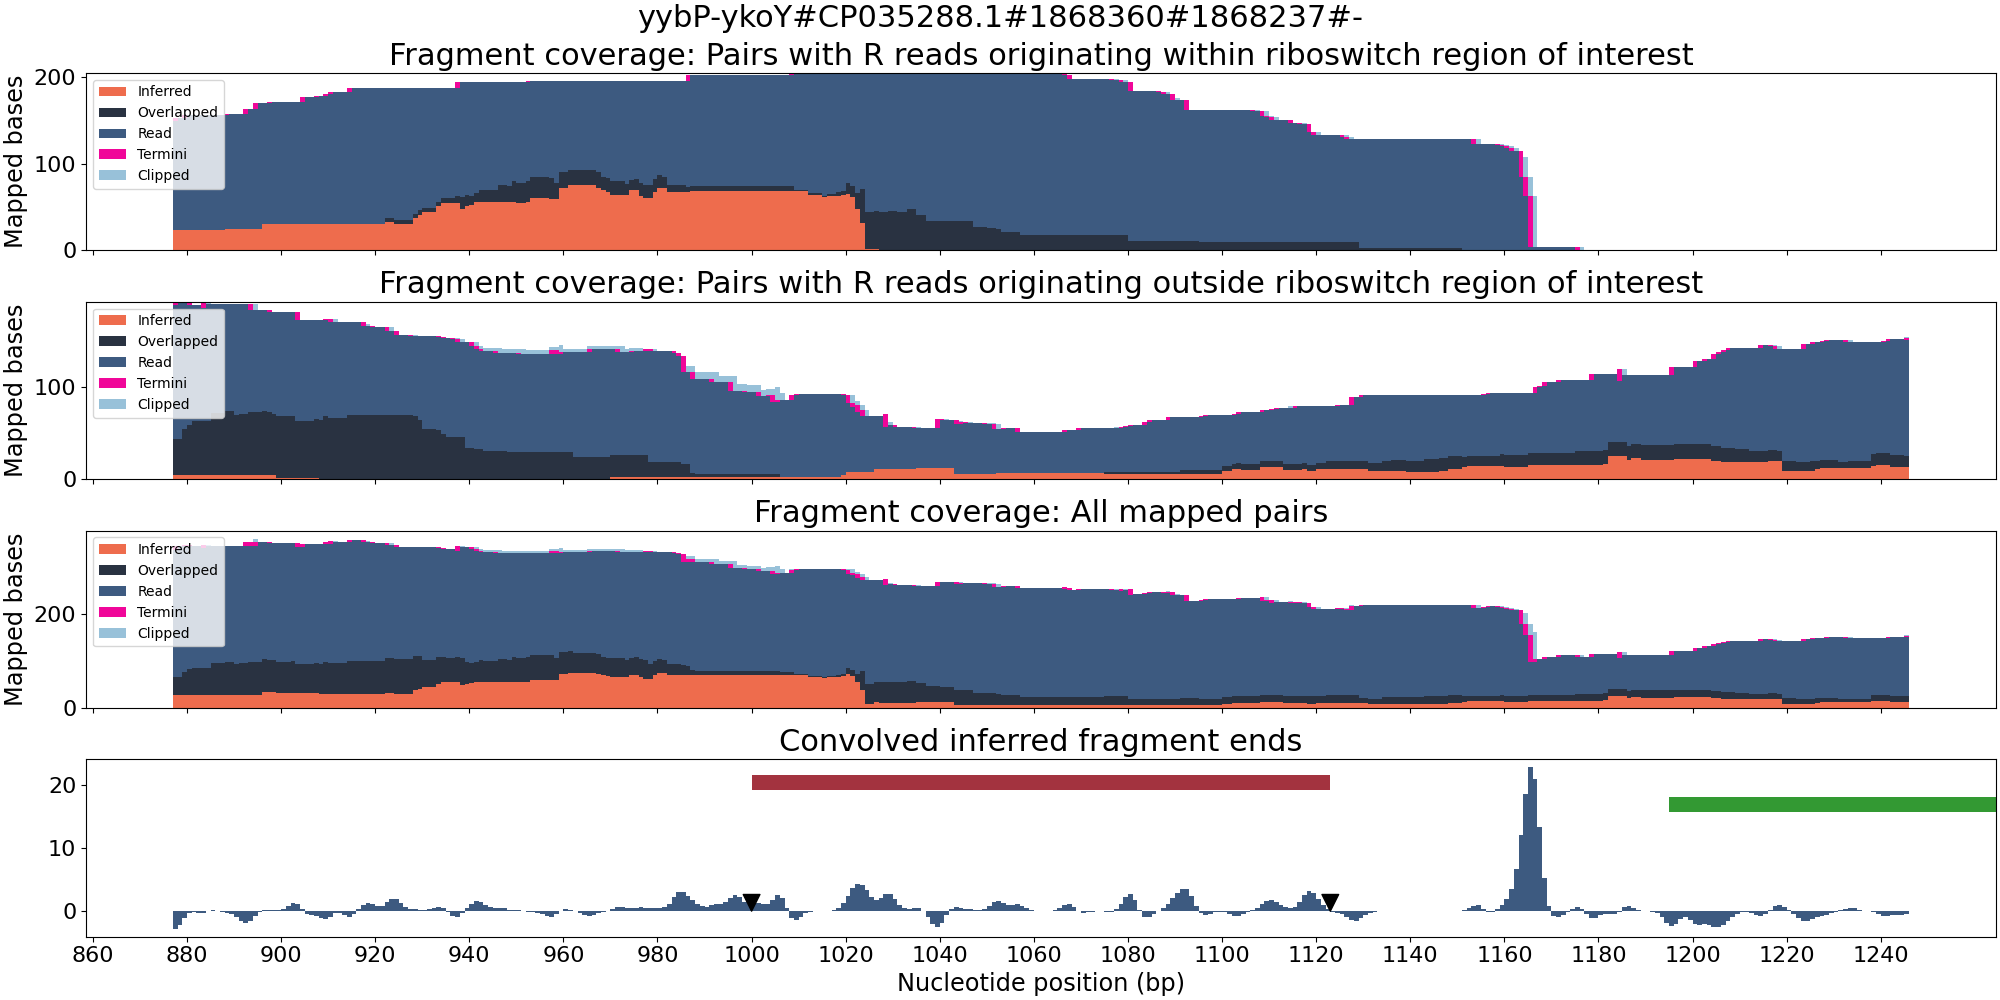 yybP-ykoY#CP035288.1#1868360#1868237#-
Fragment coverage: Pairs with R reads originating within riboswitch region of interest
Mapped bases
200
100
0
Inferred
Overlapped
Read
Termini
Clipped
Fragment coverage: Pairs with R reads originating outside riboswitch region of interest
Mapped bases
100
0
Inferred
Overlapped
Read
Termini
Clipped
Fragment coverage: All mapped pairs
Mapped bases
200
0
Inferred
Overlapped
Read
Termini
Clipped
Convolved inferred fragment ends
20
10
0
860 880 900 920 940 960 980 1000 1020 1040 1060 1080 1100 1120 1140 1160 1180 1200 1220 1240
Nucleotide position (bp)